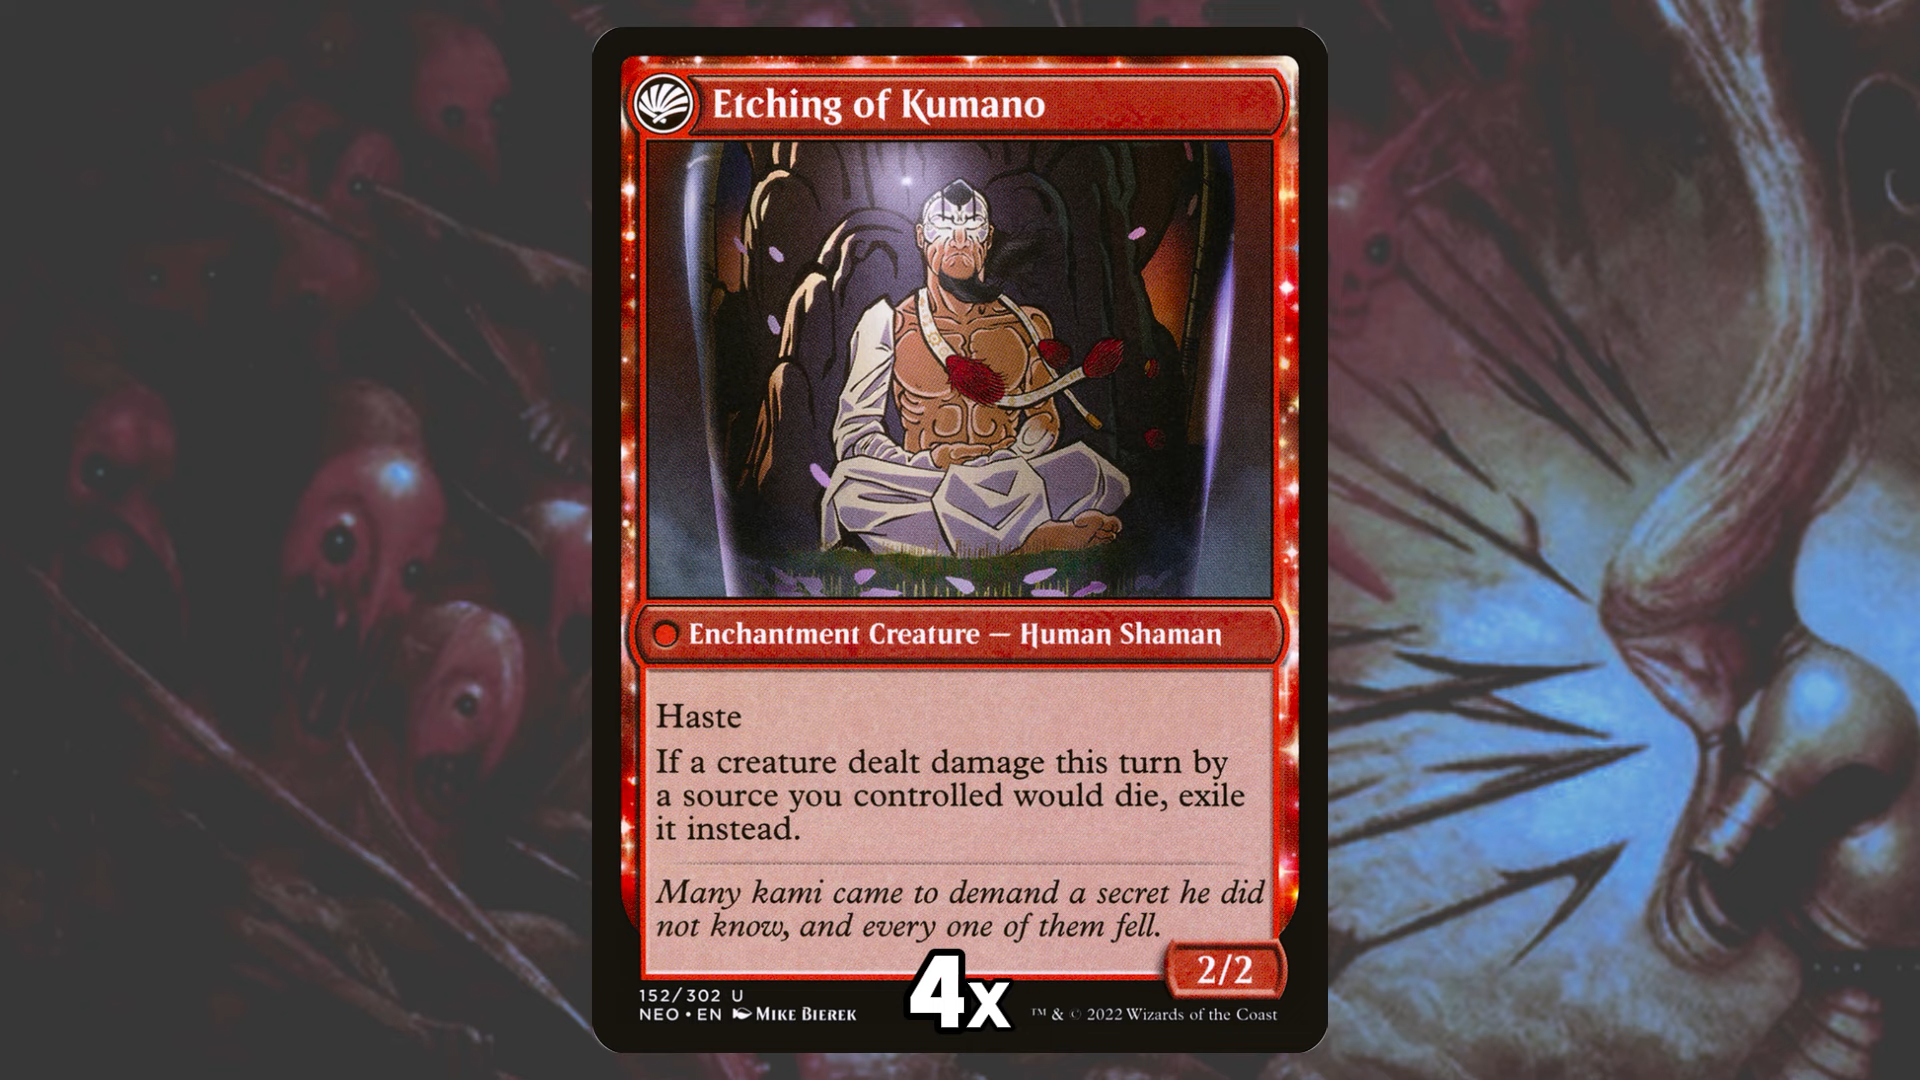 Etching of Kumano
Enchantment Creature — Human Shaman
Haste
If a creature dealt damage this turn by
a source you controlled would die, exile
it instead.
Many kami came to demand a secret he did
not know, and every one of them fell.
2/2
4x
152/302 U
NEO • EN Mike Bierek
™ & © 2022 Wizards of the Coast